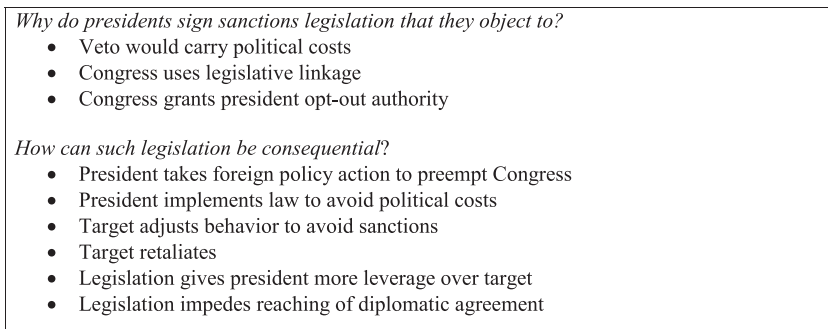 Why do presidents sign sanctions legislation that they object to?
• Veto would carry political costs
• Congress uses legislative linkage
• Congress grants president opt-out authority
How can such legislation be consequential?
• President takes foreign policy action to preempt Congress
• President implements law to avoid political costs
• Target adjusts behavior to avoid sanctions
• Target retaliates
• Legislation gives president more leverage over target
• Legislation impedes reaching of diplomatic agreement